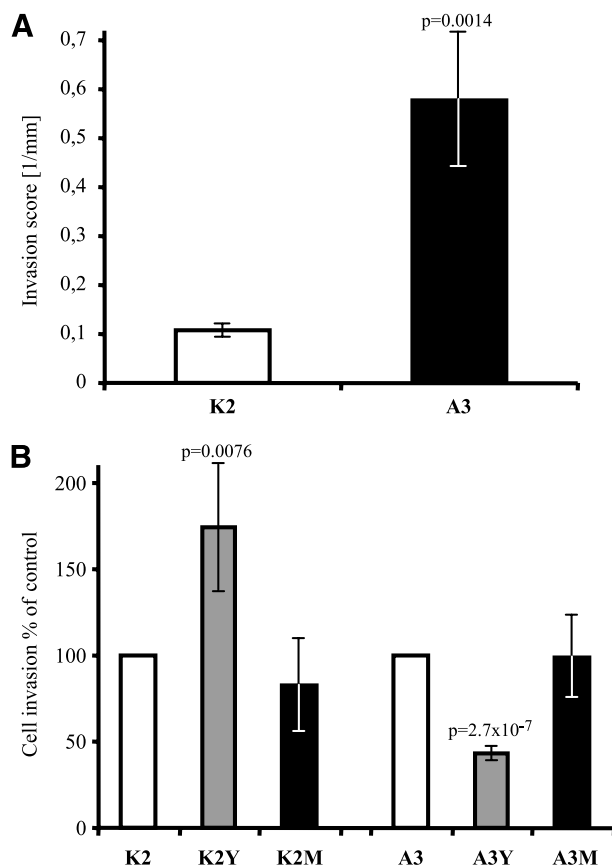 A
p=0.0014
0,7
0,6
0,5
0,4
0,3
0,2
0,1
0
Invasion score [1/mm]
K2 A3
B
p=0.0076
200
150
100
50
0
Cell invasion % of control
p=2.7x10⁻⁷
K2 K2Y K2M A3 A3Y A3M